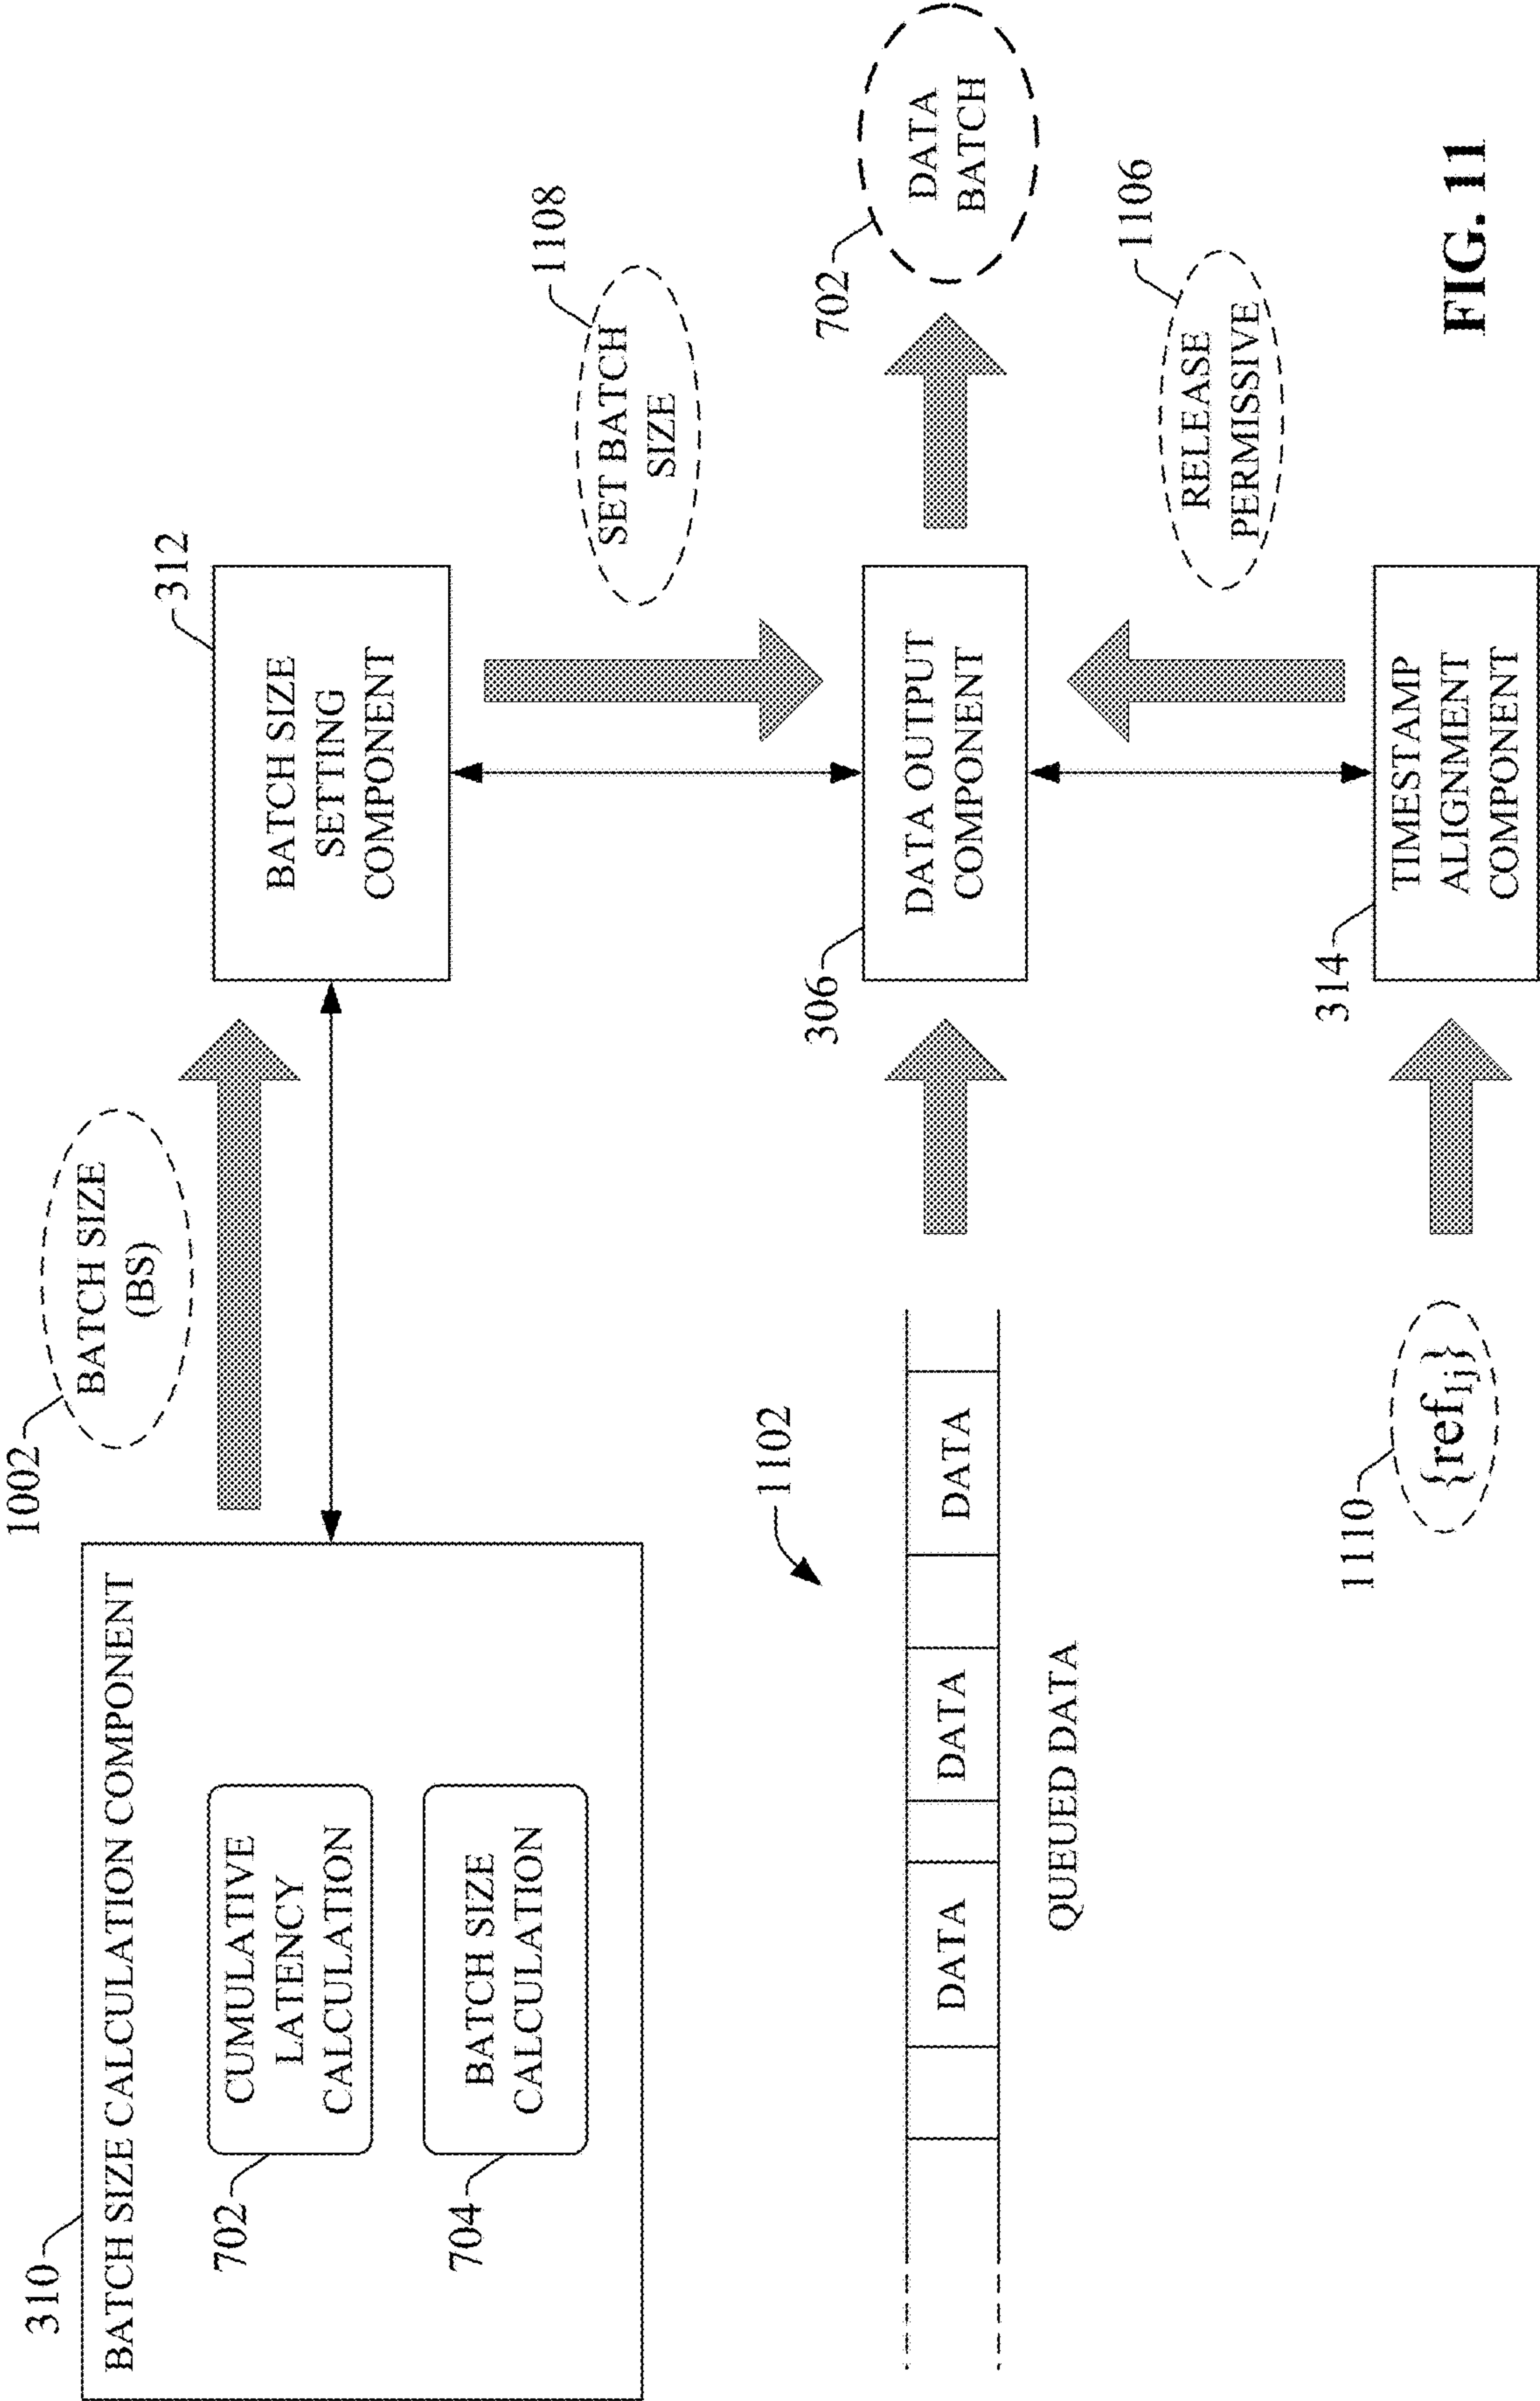 310
BATCH SIZE CALCULATION COMPONENT
CUMULATIVE
LATENCY
CALCULATION
702
BATCH SIZE
CALCULATION
704
1002
BATCH SIZE
(BS)
312
BATCH SIZE
SETTING
COMPONENT
1108
SET BATCH
SIZE
1102
DATA
DATA
DATA
QUEUED DATA
306
DATA OUTPUT
COMPONENT
702
DATA
BATCH
1110
{ref1j}
314
TIMESTAMP
ALIGNMENT
COMPONENT
1106
RELEASE
PERMISSIVE
FIG. 11